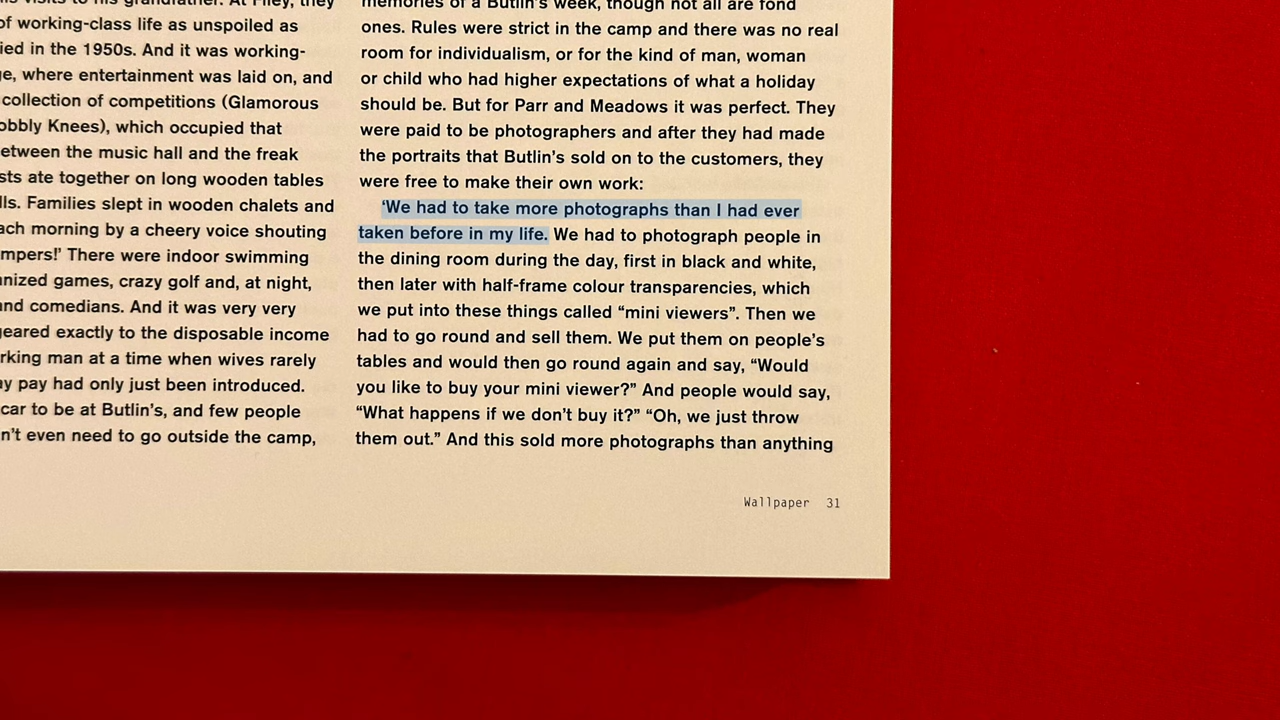 of working-class life as unspoiled as
ied in the 1950s. And it was working-
e, where entertainment was laid on, and
collection of competitions (Glamorous
obbly Knees), which occupied that
etween the music hall and the freak
sts ate together on long wooden tables
lls. Families slept in wooden chalets and
ach morning by a cheery voice shouting
mpers!’ There were indoor swimming
nized games, crazy golf and, at night,
and comedians. And it was very very
geared exactly to the disposable income
rking man at a time when wives rarely
ay pay had only just been introduced.
car to be at Butlin’s, and few people
n’t even need to go outside the camp,
memories of a Butlin’s week, though not all are fond
ones. Rules were strict in the camp and there was no real
room for individualism, or for the kind of man, woman
or child who had higher expectations of what a holiday
should be. But for Parr and Meadows it was perfect. They
were paid to be photographers and after they had made
the portraits that Butlin’s sold on to the customers, they
were free to make their own work:
‘We had to take more photographs than I had ever
taken before in my life. We had to photograph people in
the dining room during the day, first in black and white,
then later with half-frame colour transparencies, which
we put into these things called “mini viewers”. Then we
had to go round and sell them. We put them on people’s
tables and would then go round again and say, “Would
you like to buy your mini viewer?” And people would say,
“What happens if we don’t buy it?” “Oh, we just throw
them out.” And this sold more photographs than anything
Wallpaper 31